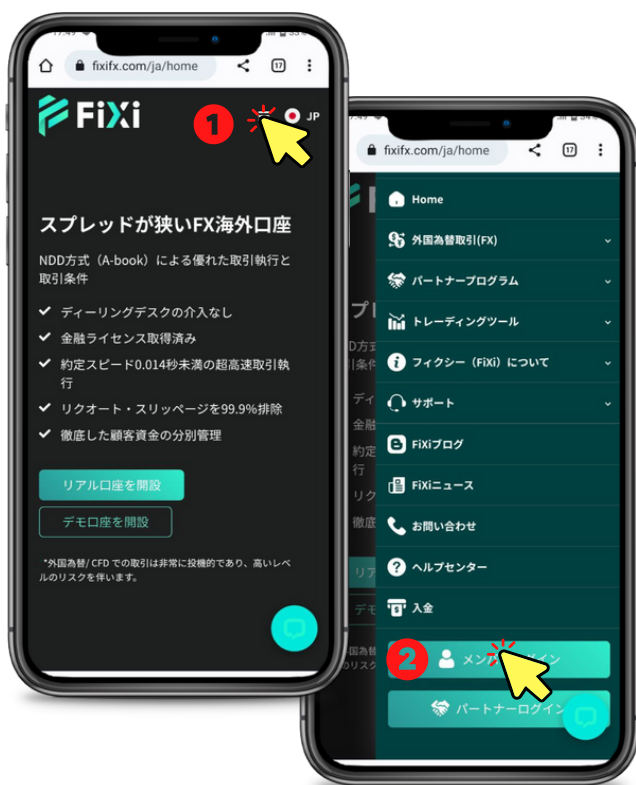 fixifx.com/ja/home
17
FiXi
1
JP
スプレッドが狭いFX海外口座
NDD方式（A-book）による優れた取引執行と
取引条件
ディーリングデスクの介入なし
金融ライセンス取得済み
約定スピード0.014秒未満の超高速取引執
行
リクオート・スリッページを99.9%排除
徹底した顧客資金の分別管理
リアル口座を開設
デモ口座を開設
*外国為替/ CFD での取引は非常に投機的であり、高いレベ
ルのリスクを伴います。
fixifx.com/ja/home
17
Home
外国為替取引(FX)
パートナープログラム
トレーディングツール
フィクシー（FiXi）について
サポート
FiXiブログ
FiXiニュース
お問い合わせ
ヘルプセンター
入金
2
パートナーログイン